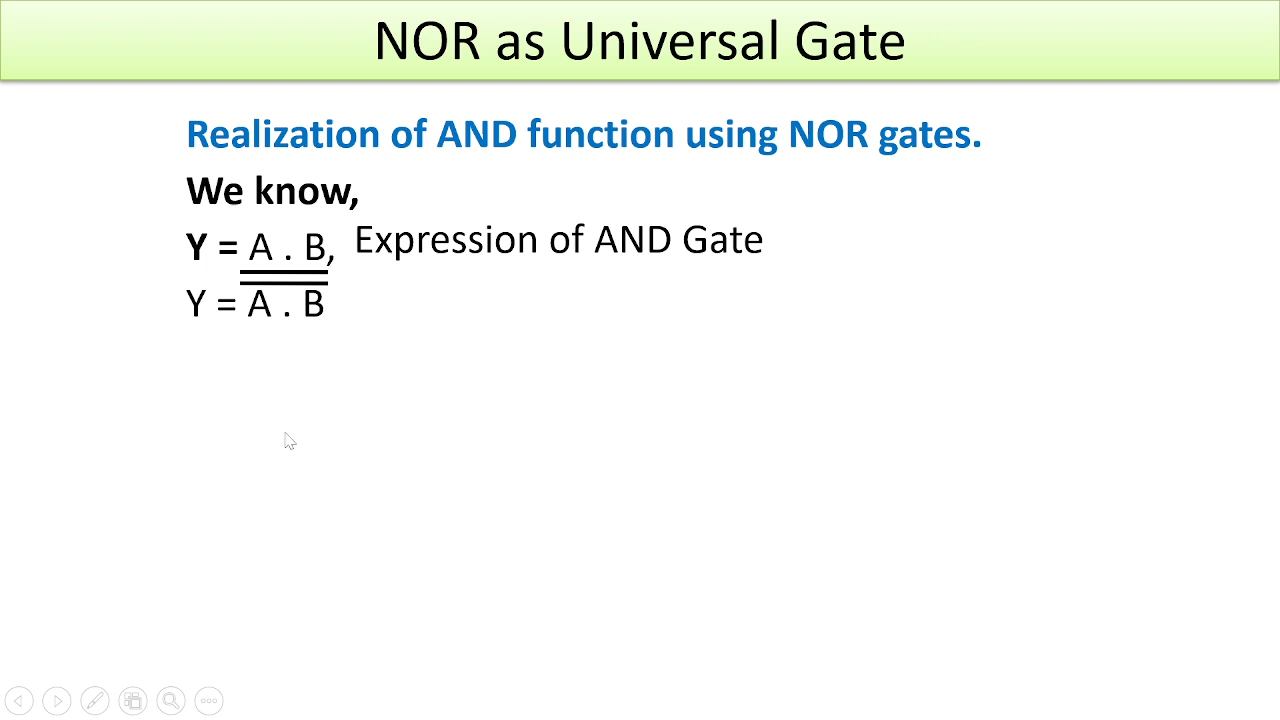 NOR as Universal Gate
Realization of AND function using NOR gates.
We know,
Y = A . B, Expression of AND Gate
Y = A . B